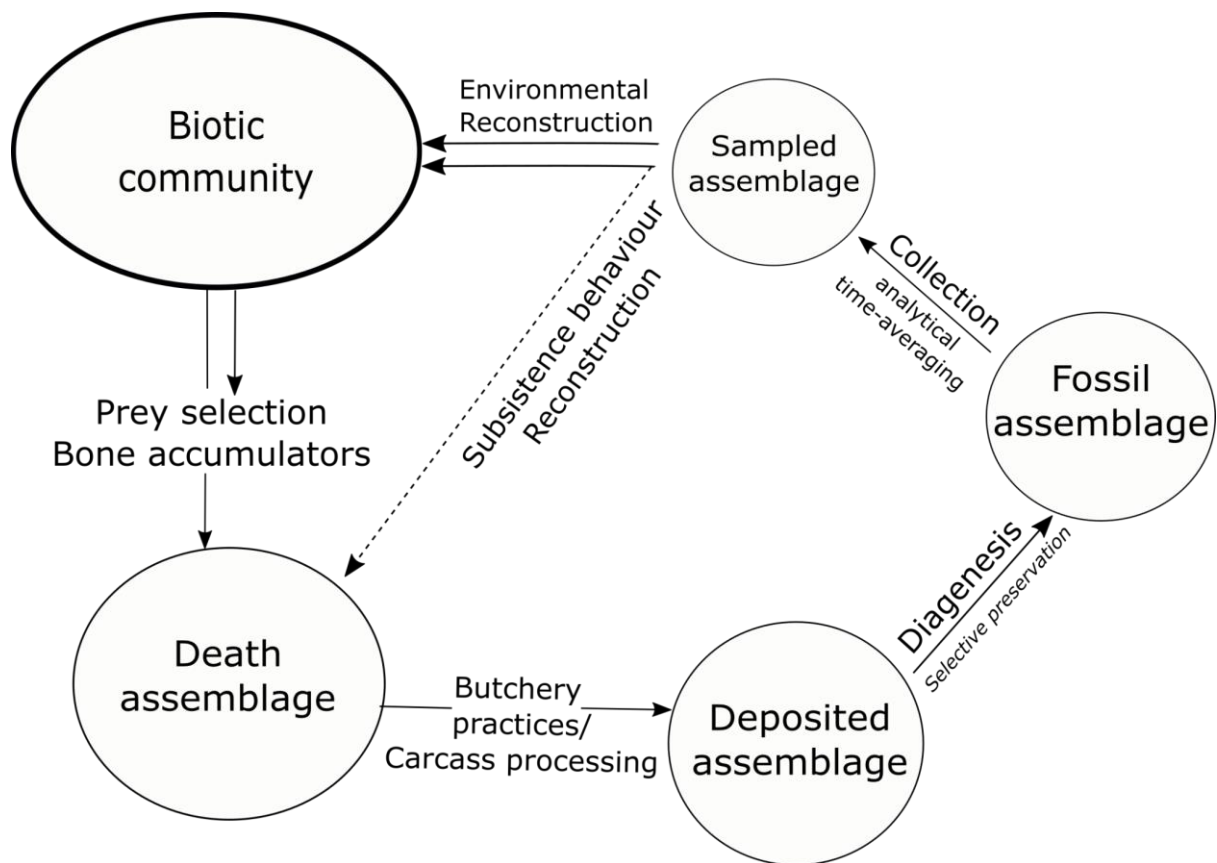 Biotic
community
Environmental
Reconstruction
Sampled
assemblage
Subsistence behaviour
Reconstruction
Collection
analytical
time-averaging
Fossil
assemblage
Prey selection
Bone accumulators
Diagenesis
Selective preservation
Death
assemblage
Butchery
practices/
Carcass processing
Deposited
assemblage